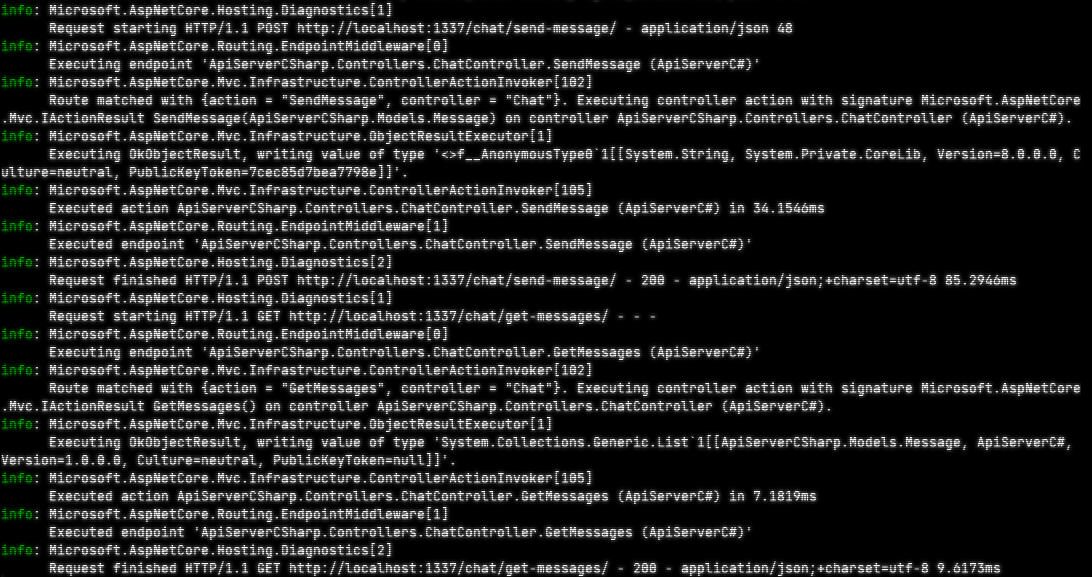 info: Microsoft.AspNetCore.Hosting.Diagnostics[1]
Request starting HTTP/1.1 POST http://localhost:1337/chat/send-message/ - application/json 48
info: Microsoft.AspNetCore.Routing.EndpointMiddleware[0]
Executing endpoint 'ApiServerCSharp.Controllers.ChatController.SendMessage (ApiServerC#)'
info: Microsoft.AspNetCore.Mvc.Infrastructure.ControllerActionInvoker[102]
Route matched with {action = "SendMessage", controller = "Chat"}. Executing controller action with signature Microsoft.AspNetCore
.Mvc.IActionResult SendMessage(ApiServerCSharp.Models.Message) on controller ApiServerCSharp.Controllers.ChatController (ApiServerC#).
info: Microsoft.AspNetCore.Mvc.Infrastructure.ObjectResultExecutor[1]
Executing OkObjectResult, writing value of type '<>f__AnonymousType0`1[[System.String, System.Private.CoreLib, Version=8.0.0.0, C
ulture=neutral, PublicKeyToken=7cec85d7bea7798e]]'.
info: Microsoft.AspNetCore.Mvc.Infrastructure.ControllerActionInvoker[105]
Executed action ApiServerCSharp.Controllers.ChatController.SendMessage (ApiServerC#) in 34.1546ms
info: Microsoft.AspNetCore.Routing.EndpointMiddleware[1]
Executed endpoint 'ApiServerCSharp.Controllers.ChatController.SendMessage (ApiServerC#)'
info: Microsoft.AspNetCore.Hosting.Diagnostics[2]
Request finished HTTP/1.1 POST http://localhost:1337/chat/send-message/ - 200 - application/json;+charset=utf-8 85.2946ms
info: Microsoft.AspNetCore.Hosting.Diagnostics[1]
Request starting HTTP/1.1 GET http://localhost:1337/chat/get-messages/ - - -
info: Microsoft.AspNetCore.Routing.EndpointMiddleware[0]
Executing endpoint 'ApiServerCSharp.Controllers.ChatController.GetMessages (ApiServerC#)'
info: Microsoft.AspNetCore.Mvc.Infrastructure.ControllerActionInvoker[102]
Route matched with {action = "GetMessages", controller = "Chat"}. Executing controller action with signature Microsoft.AspNetCore
.Mvc.IActionResult GetMessages() on controller ApiServerCSharp.Controllers.ChatController (ApiServerC#).
info: Microsoft.AspNetCore.Mvc.Infrastructure.ObjectResultExecutor[1]
Executing OkObjectResult, writing value of type 'System.Collections.Generic.List`1[[ApiServerCSharp.Models.Message, ApiServerC#, 
Version=1.0.0.0, Culture=neutral, PublicKeyToken=null]]'.
info: Microsoft.AspNetCore.Mvc.Infrastructure.ControllerActionInvoker[105]
Executed action ApiServerCSharp.Controllers.ChatController.GetMessages (ApiServerC#) in 7.1819ms
info: Microsoft.AspNetCore.Routing.EndpointMiddleware[1]
Executed endpoint 'ApiServerCSharp.Controllers.ChatController.GetMessages (ApiServerC#)'
info: Microsoft.AspNetCore.Hosting.Diagnostics[2]
Request finished HTTP/1.1 GET http://localhost:1337/chat/get-messages/ - 200 - application/json;+charset=utf-8 9.6173ms